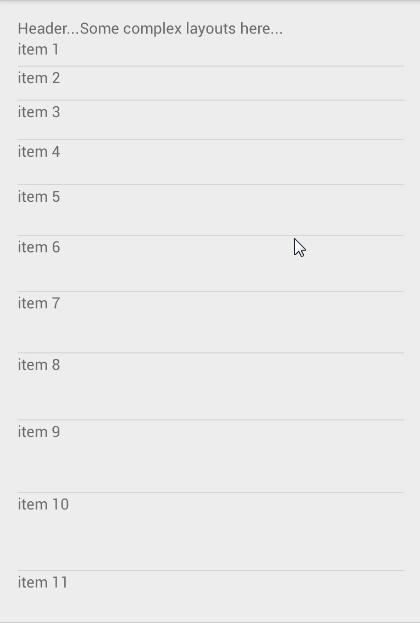 Header...Some complex layouts here...
item 1
item 2
item 3
item 4
item 5
item 6
item 7
item 8
item 9
item 10
item 11